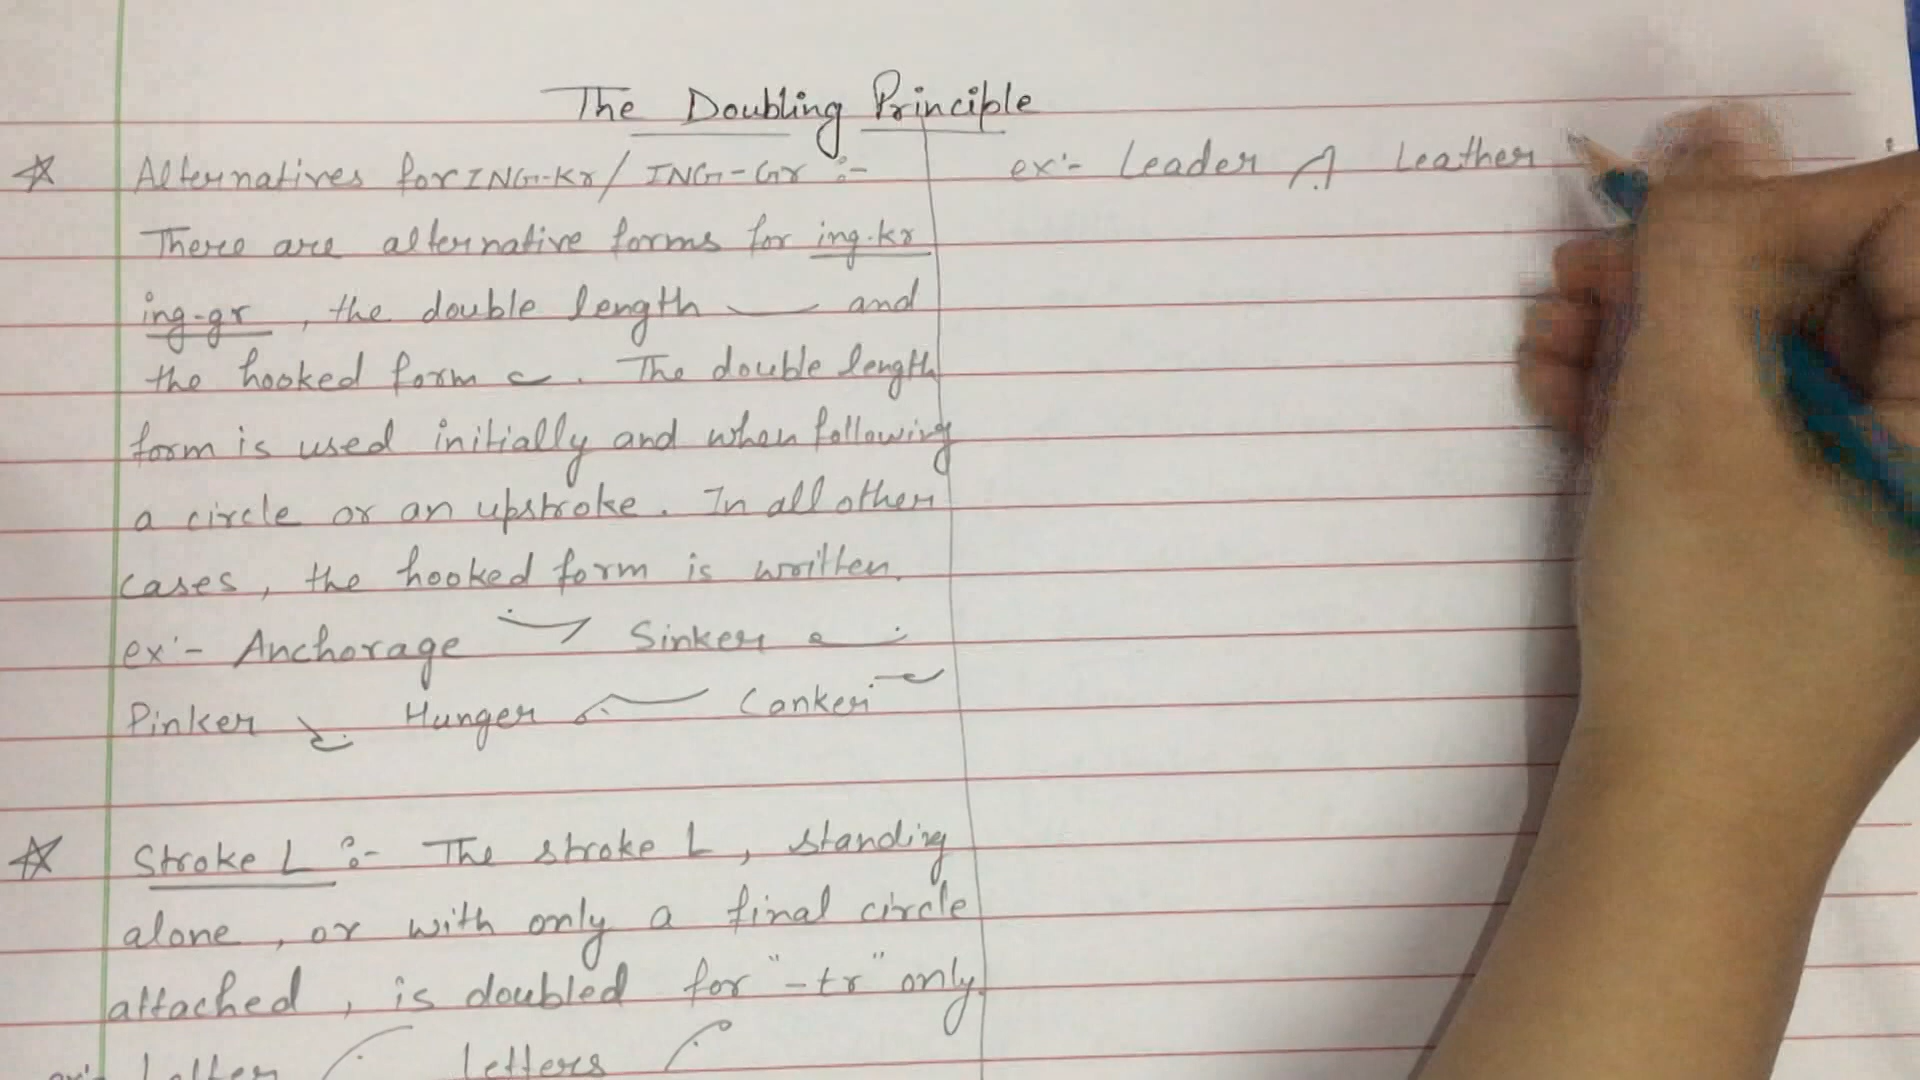 The Doubling Principle
☆ Alternatives for ING-Kr / ING-Gr :-
There are alternative forms for ing-kr
ing-gr, the double length and
the hooked form. The double length
form is used initially and when following
a circle or an upstroke. In all other
cases, the hooked form is written.
ex:- Anchorage Sinker
Pinker Hunger Canker
☆ Stroke L :- The stroke L, standing
alone, or with only a final circle
attached, is doubled for "-tr" only.
ex:- Letter Letters
ex:- Leader Leather